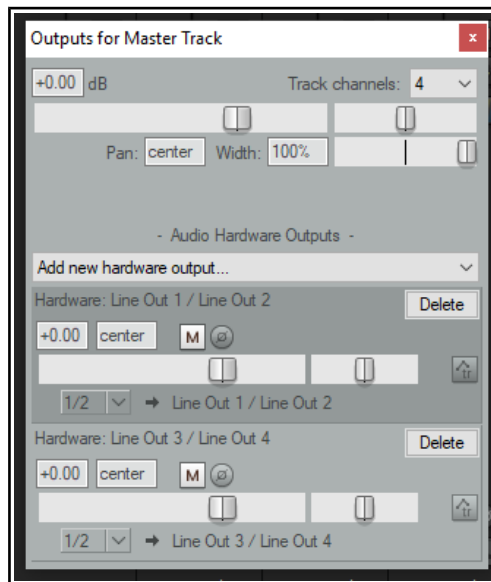 Outputs for Master Track x
+0.00 dB Track channels: 4
Pan: center Width: 100%
- Audio Hardware Outputs -
Add new hardware output...
Hardware: Line Out 1 / Line Out 2 Delete
+0.00 center M ø
tr
1/2 → Line Out 1 / Line Out 2
Hardware: Line Out 3 / Line Out 4 Delete
+0.00 center M ø
tr
1/2 → Line Out 3 / Line Out 4